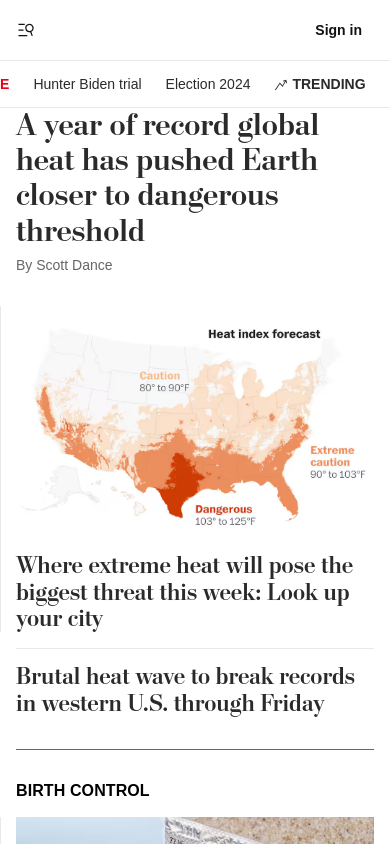 Sign in
E Hunter Biden trial Election 2024 TRENDING
A year of record global
heat has pushed Earth
closer to dangerous
threshold
By Scott Dance
Heat index forecast
Caution
80° to 90°F
Extreme
caution
90° to 103°F
Dangerous
103° to 125°F
Where extreme heat will pose the
biggest threat this week: Look up
your city
Brutal heat wave to break records
in western U.S. through Friday
BIRTH CONTROL